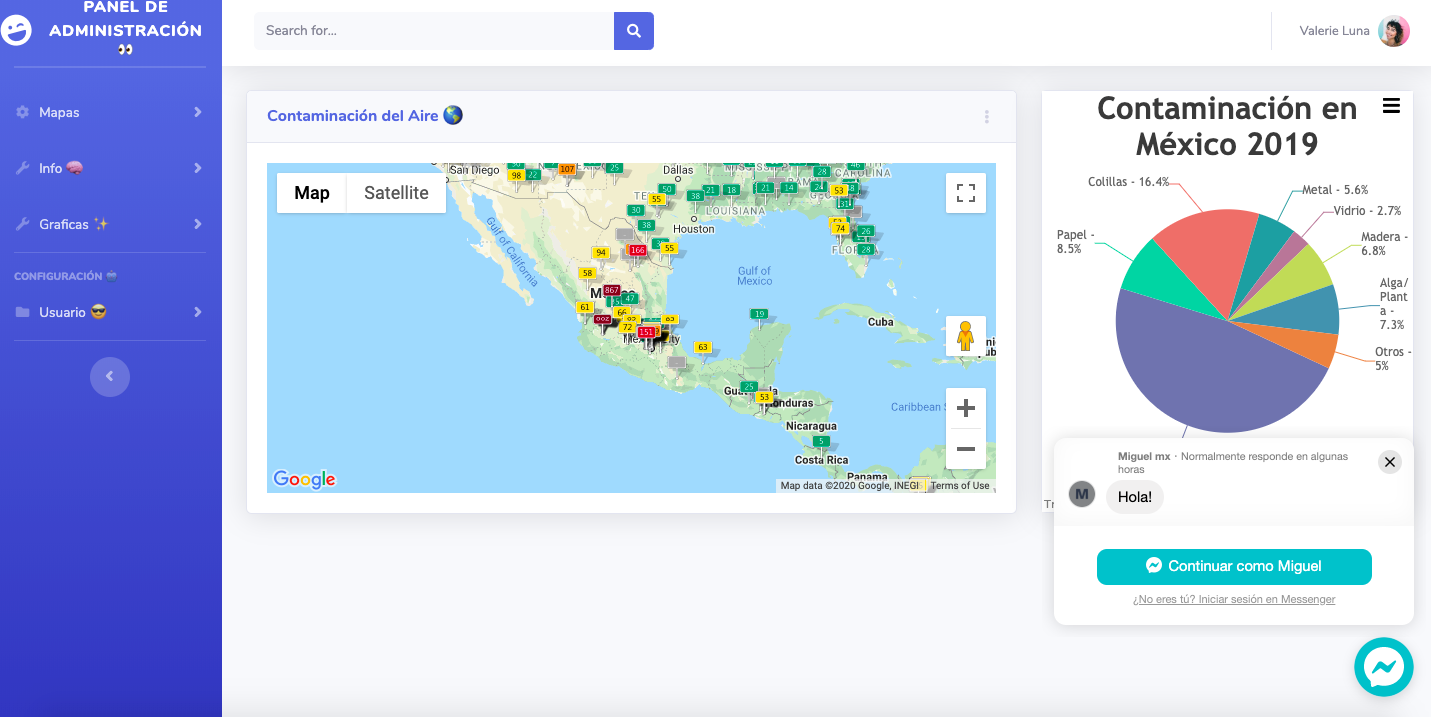 PANEL DE
ADMINISTRACIÓN
👀
Search for...
Valerie Luna
Mapas
Info 🧠
Graficas ✨
CONFIGURACIÓN
Usuario 😎
Contaminación del Aire 🌎
Map
Satellite
San Diego
98
22
107
25
Dallas
50
55
38
21
18
21
14
28
46
CAROLINA
53
31
LOUISIANA
30
38
Houston
94
166
55
74
26
28
58
Gulf of California
Gulf of
Mexico
867
47
61
66
72
151
63
19
Cuba
63
25
53
Honduras
Caribbean
Nicaragua
5
Costa Rica
Panama
Google
Map data ©2020 Google, INEGI
Terms of Use
Contaminación en
México 2019
Colillas - 16.4%
Metal - 5.6%
Vidrio - 2.7%
Papel -
8.5%
Madera -
6.8%
Alga/
Plant
a -
7.3%
Otros -
5%
Miguel mx · Normalmente responde en algunas
horas
M
Hola!
Continuar como Miguel
¿No eres tú? Iniciar sesión en Messenger